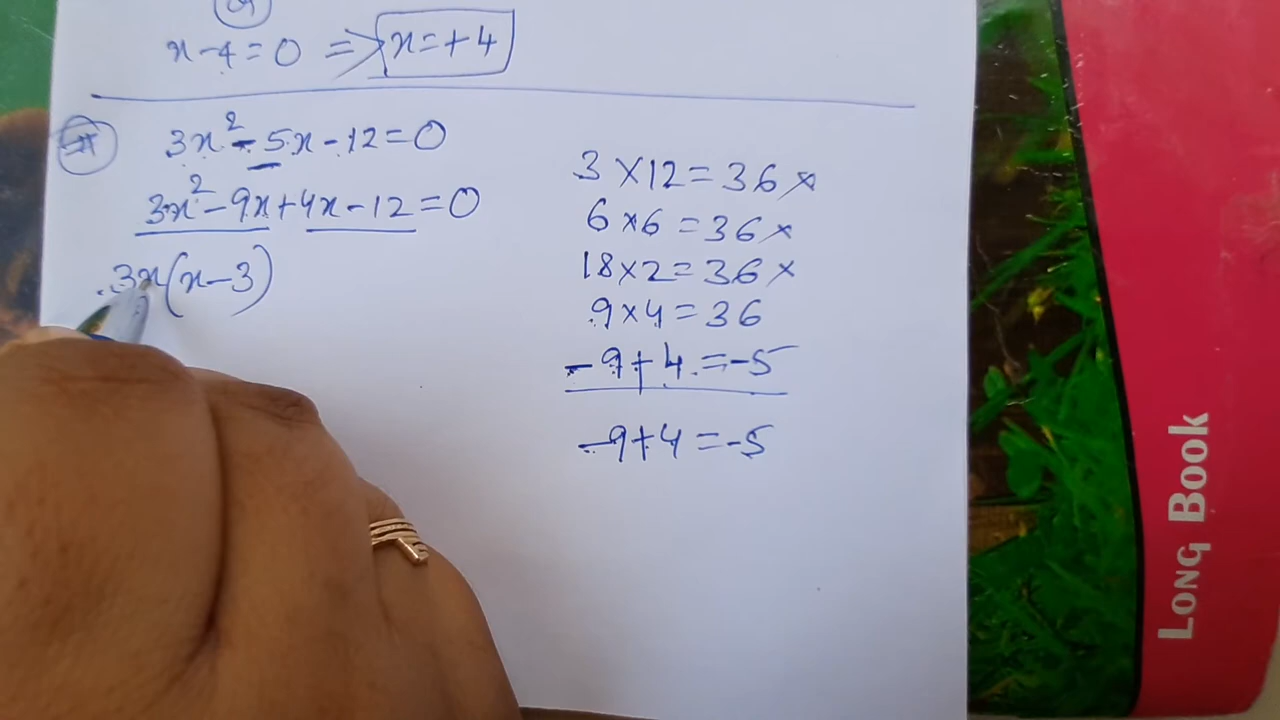 x-4=0 => x=+4
3x²-5x-12=0
3x²-9x+4x-12=0
3x(x-3)
3×12=36×
6×6=36×
18×2=36×
9×4=36
-9+4=-5
-9+4=-5
Long Book